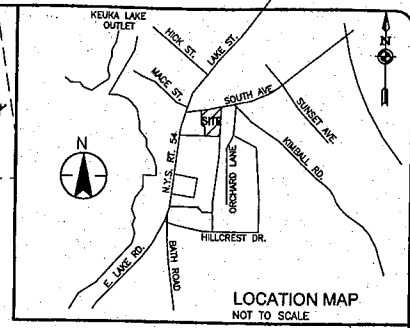 KEUKA LAKE
OUTLET
HICK ST.
LAKE ST.
MACE ST.
SOUTH AVE
SITE
N
SUNSET AVE.
KIMBALL RD.
N
N.Y.S. RT. 54
ORCHARD LANE
HILLCREST DR.
E. LAKE RD.
BATH ROAD
LOCATION MAP
NOT TO SCALE